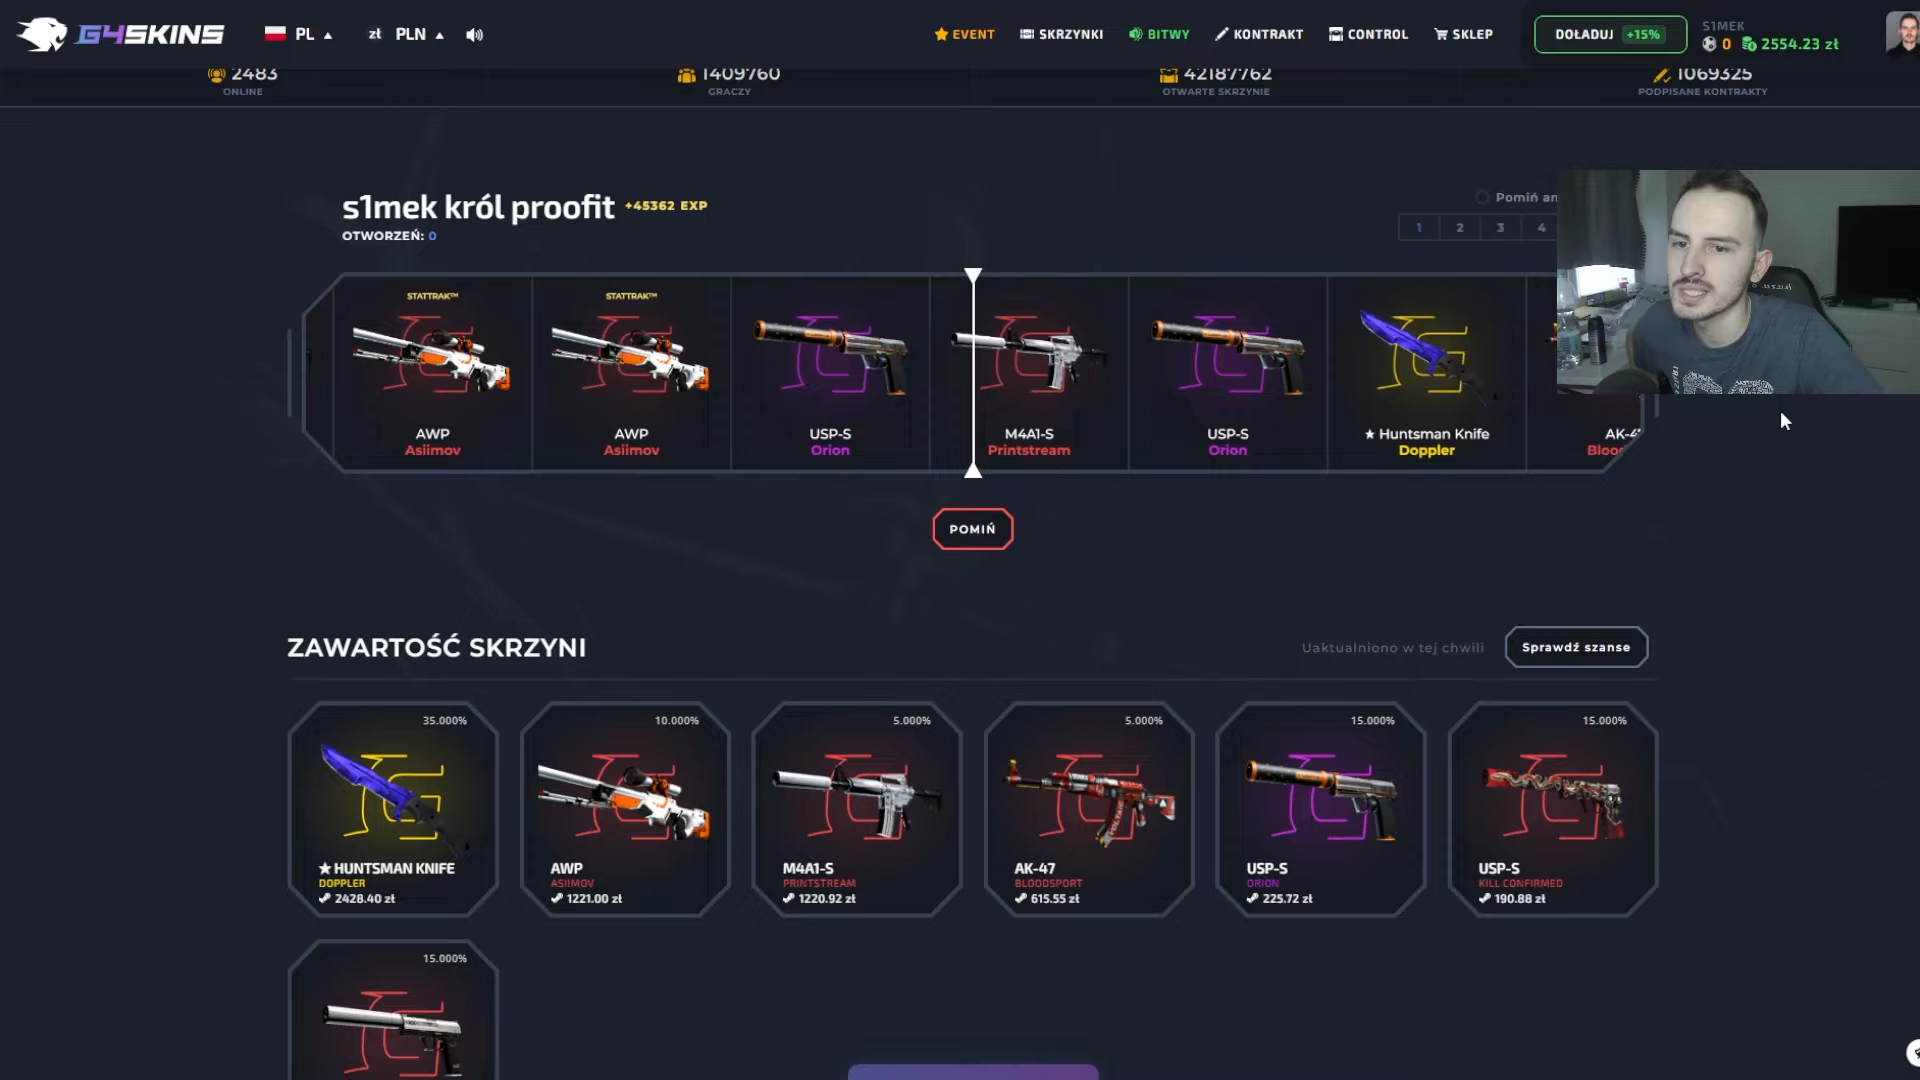 G4SKINS
PL
zł PLN
EVENT
SKRZYNKI
BITWY
KONTRAKT
CONTROL
SKLEP
DOŁADUJ +15%
S1MEK
0 2554.23 zł
2483
ONLINE
1409760
GRACZY
42187762
OTWARTE SKRZYNIE
1069325
PODPISANE KONTRAKTY
s1mek król proofit +45362 EXP
OTWORZEŃ: 0
Pomiń an
1 2 3 4
STATTRAK™
AWP
Asiimov
STATTRAK™
AWP
Asiimov
USP-S
Orion
M4A1-S
Printstream
USP-S
Orion
★ Huntsman Knife
Doppler
AK-47
Bloo
POMIŃ
ZAWARTOŚĆ SKRZYNI
Uaktualniono w tej chwili
Sprawdź szanse
35.000%
★ HUNTSMAN KNIFE
DOPPLER
2428.40 zł
10.000%
AWP
ASIIMOV
1221.00 zł
5.000%
M4A1-S
PRINTSTREAM
1220.92 zł
5.000%
AK-47
BLOODSPORT
615.55 zł
15.000%
USP-S
ORION
225.72 zł
15.000%
USP-S
KILL CONFIRMED
190.88 zł
15.000%